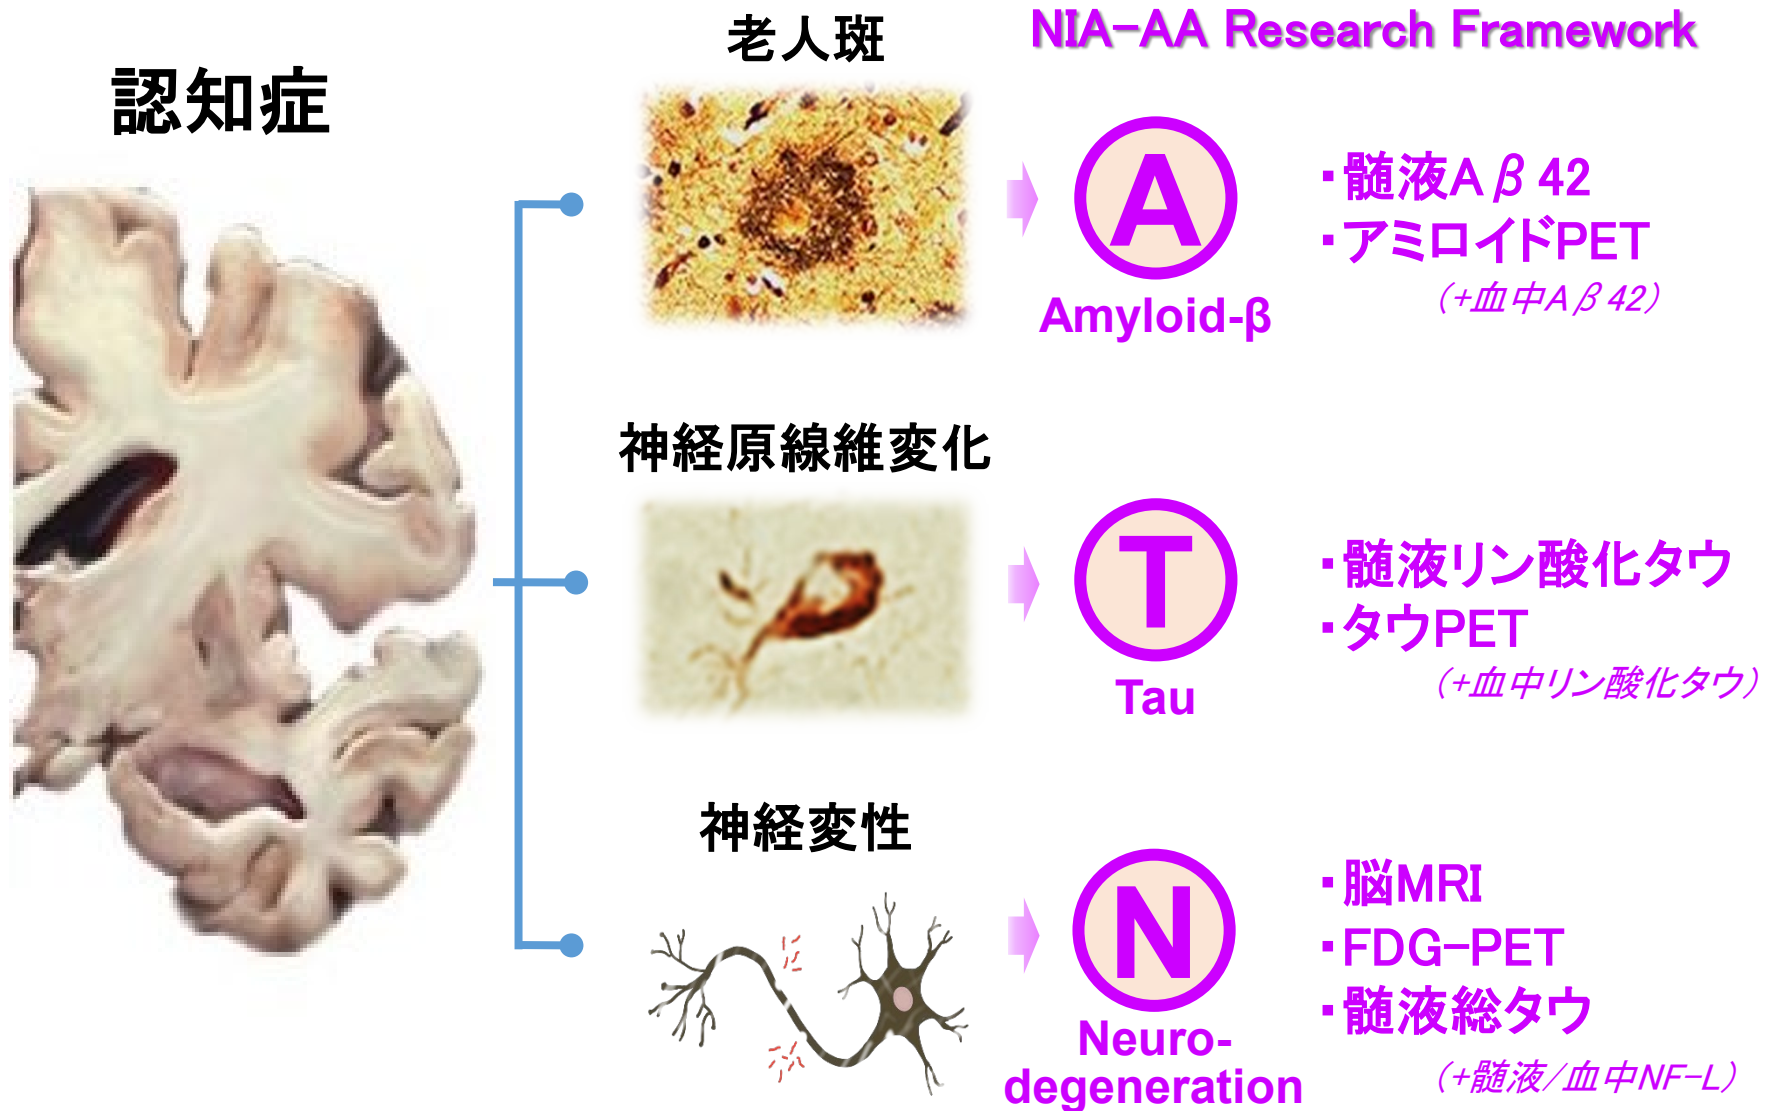 認知症
老人斑
NIA-AA Research Framework
A
Amyloid-β
・髄液Aβ42
・アミロイドPET
(+血中Aβ42)
神経原線維変化
T
Tau
・髄液リン酸化タウ
・タウPET
(+血中リン酸化タウ)
神経変性
N
Neuro-
degeneration
・脳MRI
・FDG-PET
・髄液総タウ
(+髄液/血中NF-L)